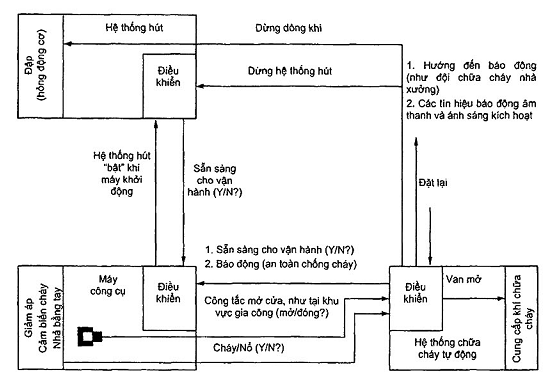 Hệ thống hút
Dừng dòng khi
Đập
(hỏng động cơ)
Điều
khiển
Dừng hệ thống hút
1. Hướng đến báo động
(như đội chữa cháy nhà
xưởng)
2. Các tin hiệu báo động âm
thanh và ánh sáng kích hoạt
Hệ thống hút
"bật" khi
máy khởi
động
Sẵn sàng
cho vận
hành (Y/N?)
Đặt lại
1. Sẵn sàng cho vận hành (Y/N?)
2. Báo động (an toàn chống cháy)
Giảm áp
Cảm biến cháy
Nhà bằng tay
Máy
công cụ
Điều
khiển
Công tắc mở cửa, như tại khu
vực gia công (mở/đóng?)
Cháy/Nổ (Y/N?)
Điều
khiển
Van mở
Hệ thống chữa
cháy tự động
Cung cấp khí chữa
cháy